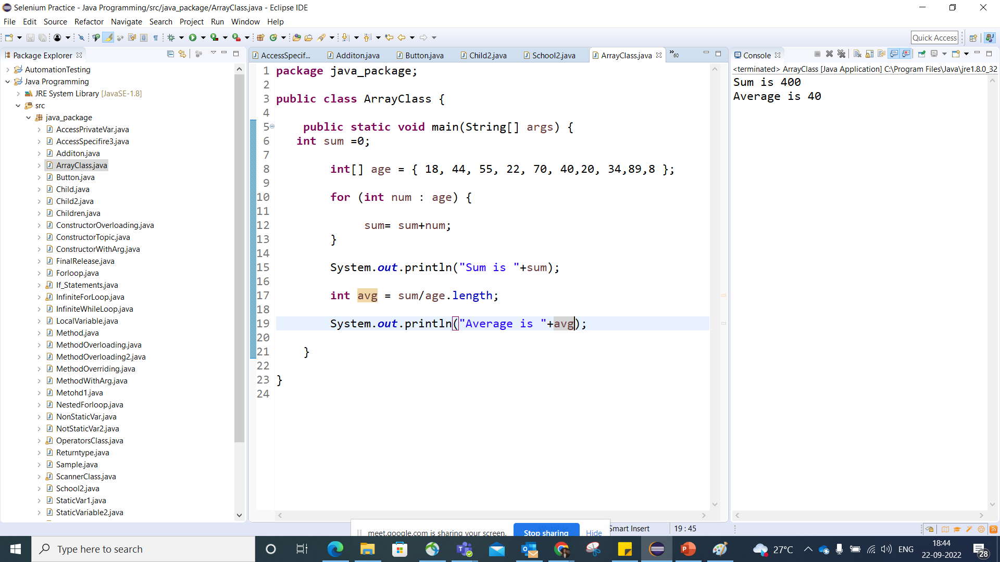 Selenium Practice - Java Programming/src/java_package/ArrayClass.java - Eclipse IDE
File Edit Source Refactor Navigate Search Project Run Window Help
Quick Access
Package Explorer
AutomationTesting
Java Programming
JRE System Library [JavaSE-1.8]
src
java_package
AccessPrivateVar.java
AccessSpecifire3.java
Additon.java
ArrayClass.java
Button.java
Child.java
Child2.java
Children.java
ConstructorOverloading.java
ConstructorTopic.java
ConstructorWithArg.java
FinalRelease.java
Forloop.java
If_Statements.java
InfiniteForLoop.java
InfiniteWhileLoop.java
LocalVariable.java
Method.java
MethodOverloading.java
MethodOverloading2.java
MethodOverriding.java
MethodWithArg.java
Metohd1.java
NestedForloop.java
NonStaticVar.java
NotStaticVar2.java
OperatorsClass.java
Returntype.java
Sample.java
ScannerClass.java
School2.java
StaticVar1.java
StaticVariable2.java
AccessSpecif... Additon.java Button.java Child2.java School2.java ArrayClass.java »60
1 package java_package;
2
3 public class ArrayClass {
4
5 public static void main(String[] args) {
6 int sum =0;
7
8 int[] age = { 18, 44, 55, 22, 70, 40,20, 34,89,8 };
9
10 for (int num : age) {
11
12 sum= sum+num;
13 }
14
15 System.out.println("Sum is "+sum);
16
17 int avg = sum/age.length;
18
19 System.out.println("Average is "+avg);
20
21 }
22
23 }
24
Console
<terminated> ArrayClass [Java Application] C:\Program Files\Java\jre1.8.0_32
Sum is 400
Average is 40
meet.google.com is sharing your screen. Stop sharing Hide
Smart Insert 19 : 45
Type here to search
27°C ENG 18:44
22-09-2022
28